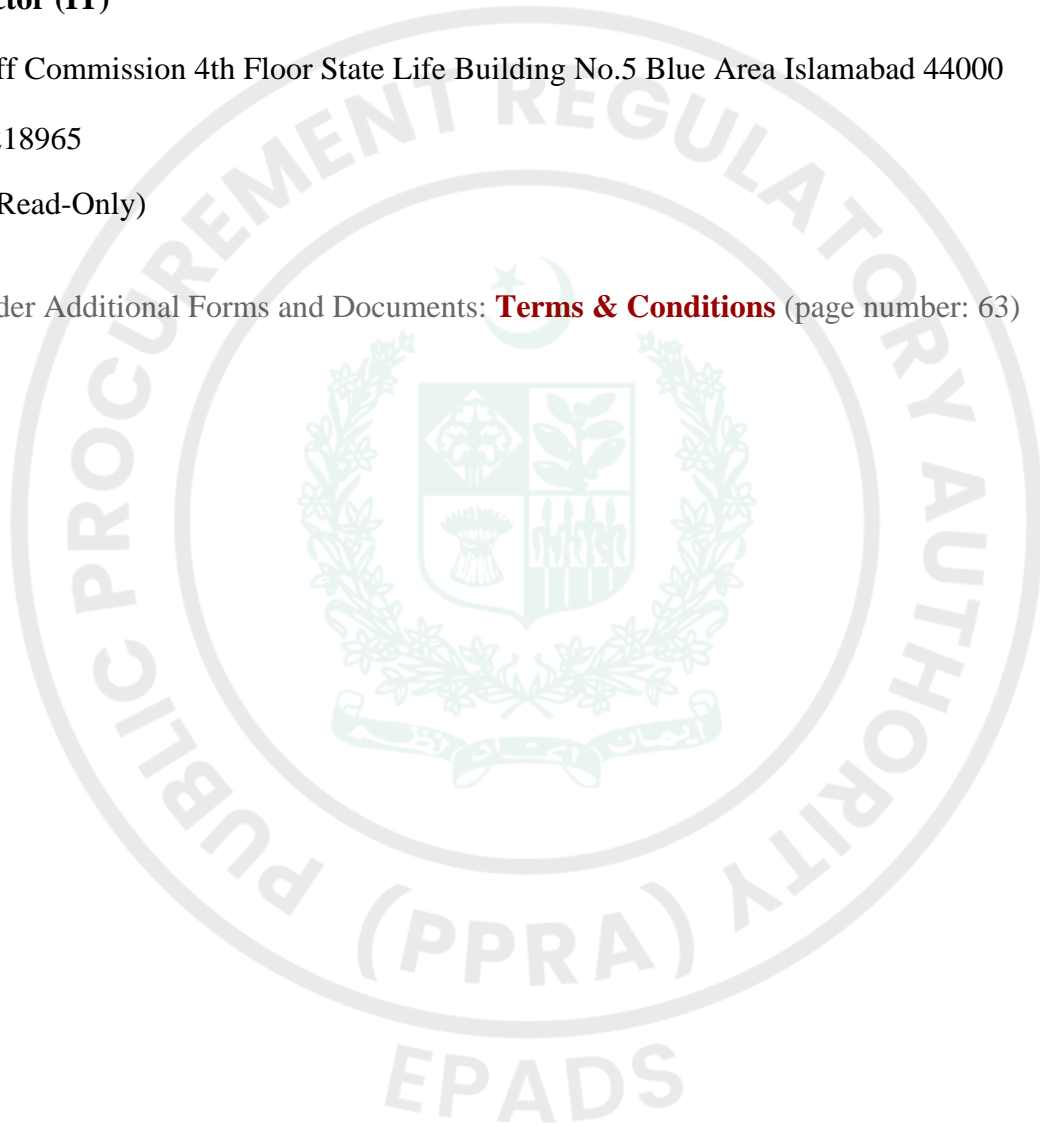 ctor (IT)
ff Commission 4th Floor State Life Building No.5 Blue Area Islamabad 44000
218965
Read-Only)
der Additional Forms and Documents: Terms & Conditions (page number: 63)
PUBLIC PROCUREMENT REGULATORY AUTHORITY
(PPRA)
EPADS